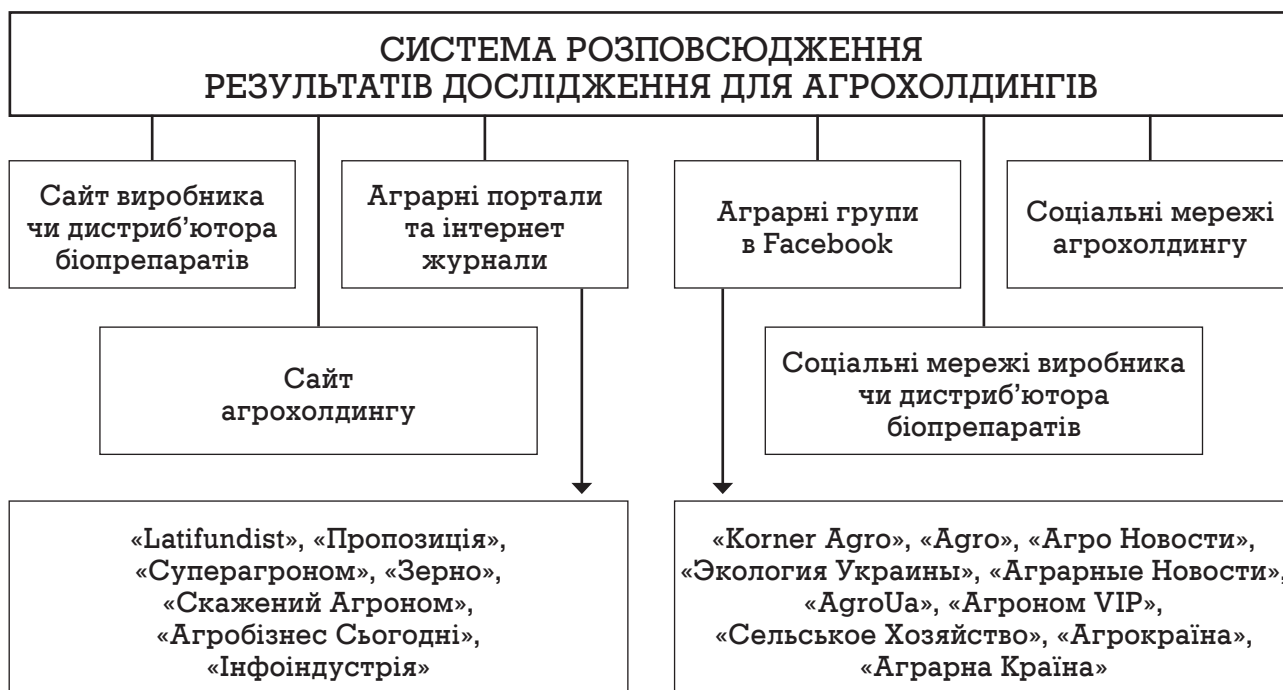 СИСТЕМА РОЗПОВСЮДЖЕННЯ
РЕЗУЛЬТАТІВ ДОСЛІДЖЕННЯ ДЛЯ АГРОХОЛДИНГІВ
Сайт виробника
чи дистриб’ютора
біопрепаратів
Аграрні портали
та інтернет
журнали
Аграрні групи
в Facebook
Соціальні мережі
агрохолдингу
Сайт
агрохолдингу
Соціальні мережі виробника
чи дистриб’ютора
біопрепаратів
«Latifundist», «Пропозиція»,
«Суперагроном», «Зерно»,
«Скажений Агроном»,
«Агробізнес Сьогодні»,
«Інфоіндустрія»
«Korner Agro», «Agro», «Агро Новости»,
«Экология Украины», «Аграрные Новости»,
«AgroUa», «Агроном VIP»,
«Сельськое Хозяйство», «Агрокраїна»,
«Аграрна Країна»